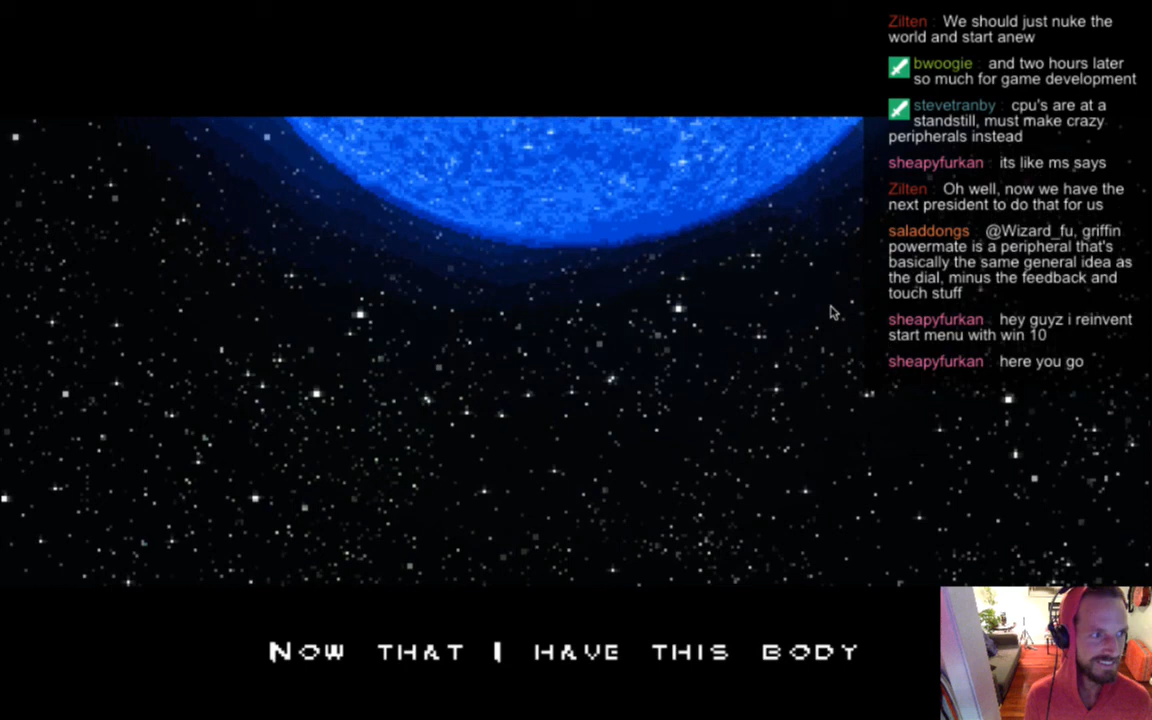 Zilten : We should just nuke the
world and start anew
bwoogie : and two hours later
so much for game development
stevetranby : cpu's are at a
standstill, must make crazy
peripherals instead
sheapyfurkan : its like ms says
Zilten : Oh well, now we have the
next president to do that for us
saladdongs : @Wizard_fu, griffin
powermate is a peripheral that's
basically the same general idea as
the dial, minus the feedback and
touch stuff
sheapyfurkan : hey guyz i reinvent
start menu with win 10
sheapyfurkan : here you go
Now that I have this body